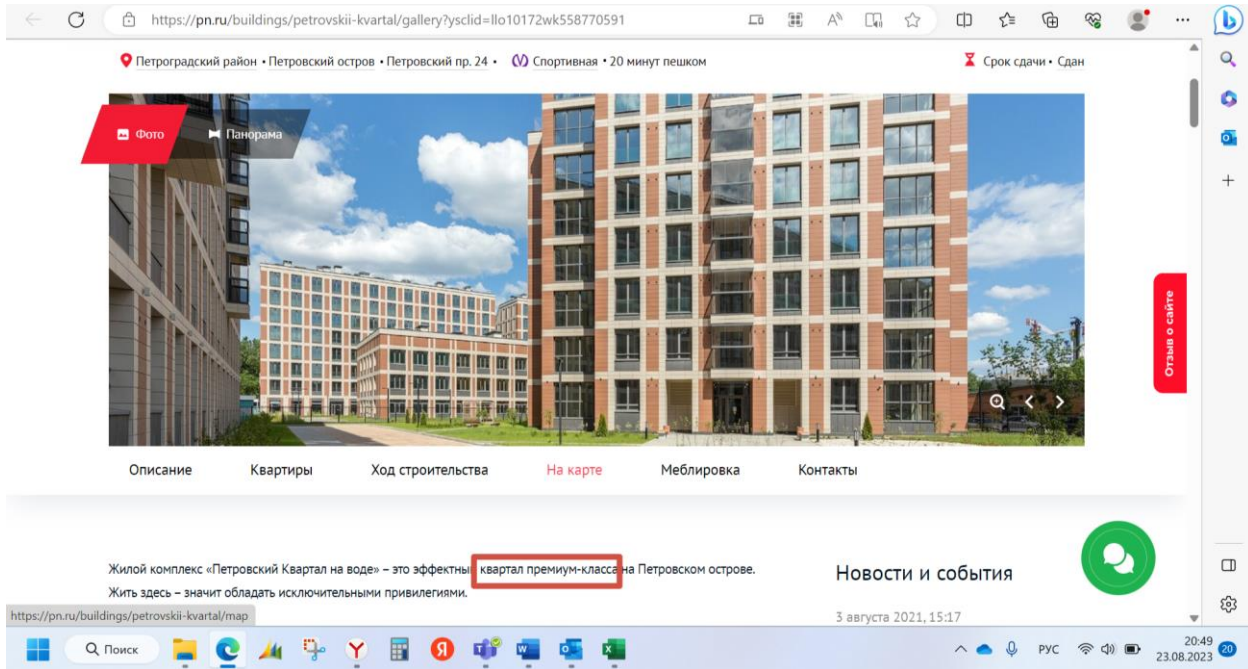 https://pn.ru/buildings/petrovskii-kvartal/gallery?ysclid=llo10172wk558770591
Петроградский район • Петровский остров • Петровский пр. 24 • Спортивная • 20 минут пешком
Срок сдачи • Сдан
Фото
Панорама
Отзыв о сайте
Описание Квартиры Ход строительства На карте Меблировка Контакты
Жилой комплекс «Петровский Квартал на воде» – это эффектный квартал премиум-класса на Петровском острове.
Жить здесь – значит обладать исключительными привилегиями.
Новости и события
3 августа 2021, 15:17
https://pn.ru/buildings/petrovskii-kvartal/map
Поиск
РУС
20:49
23.08.2023
20